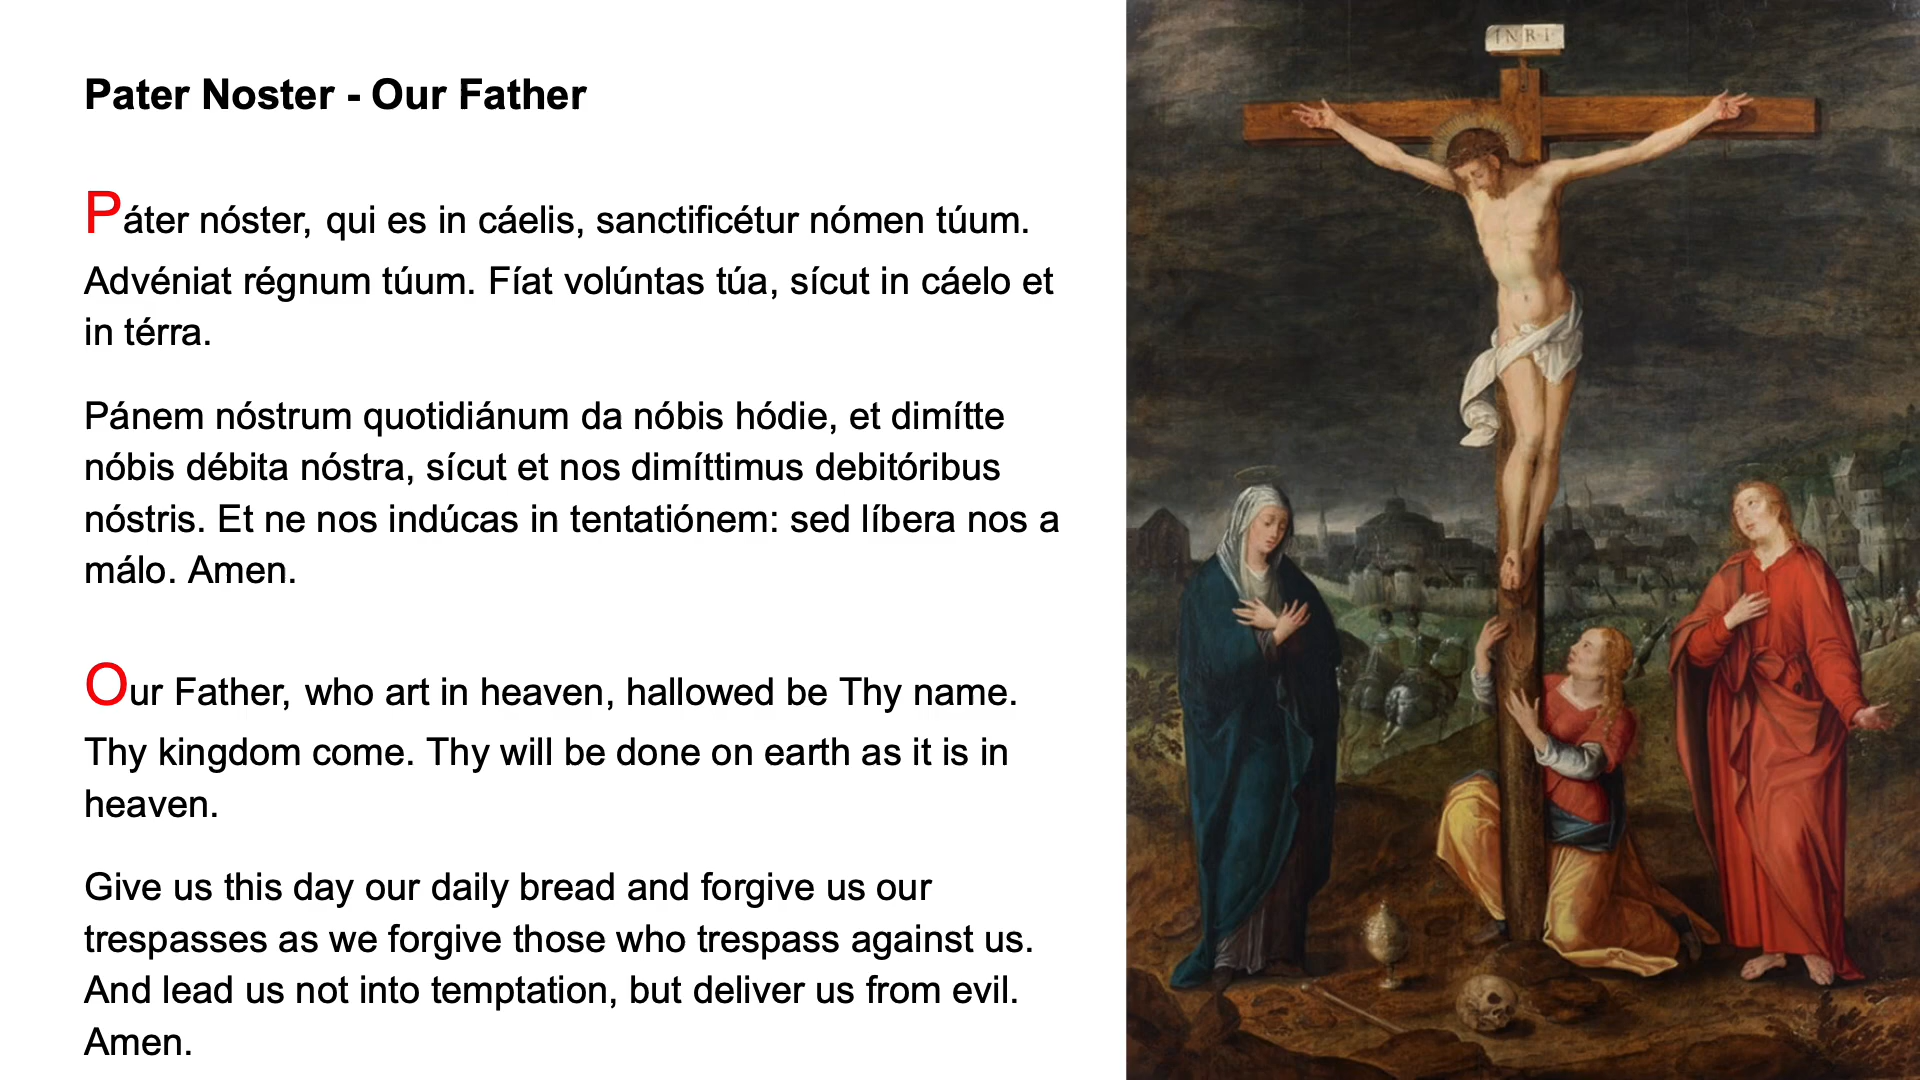 Pater Noster - Our Father
Páter nóster, qui es in cáelis, sanctificétur nómen túum.
Advéniat régnum túum. Fíat volúntas túa, sícut in cáelo et
in térra.
Pánem nóstrum quotidiánum da nóbis hódie, et dimítte
nóbis débita nóstra, sícut et nos dimíttimus debitóribus
nóstris. Et ne nos indúcas in tentatiónem: sed líbera nos a
málo. Amen.
Our Father, who art in heaven, hallowed be Thy name.
Thy kingdom come. Thy will be done on earth as it is in
heaven.
Give us this day our daily bread and forgive us our
trespasses as we forgive those who trespass against us.
And lead us not into temptation, but deliver us from evil.
Amen.
INRI